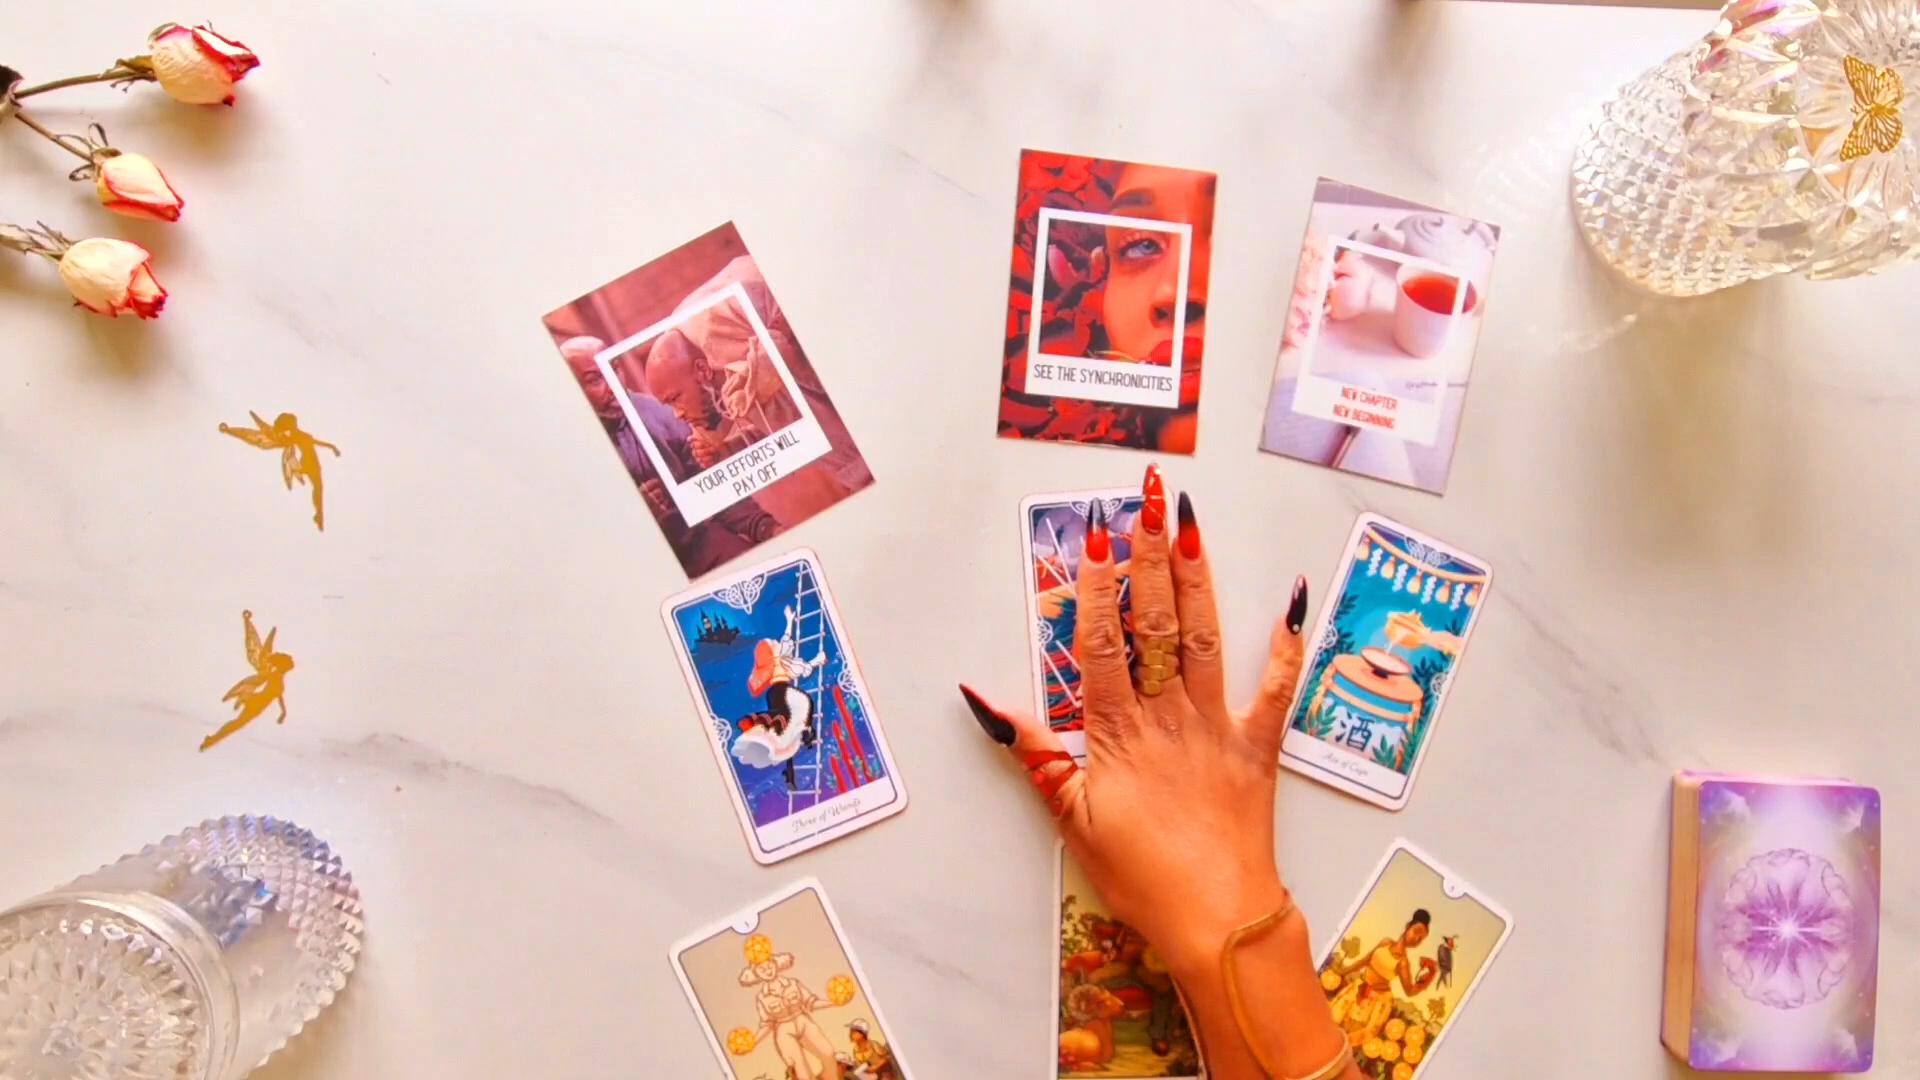 SEE THE SYNCHRONICITIES
NEW CHAPTER
NEW BEGINNING
YOUR EFFORTS WILL
PAY OFF
酒
Ace of Cups
Three of Wands